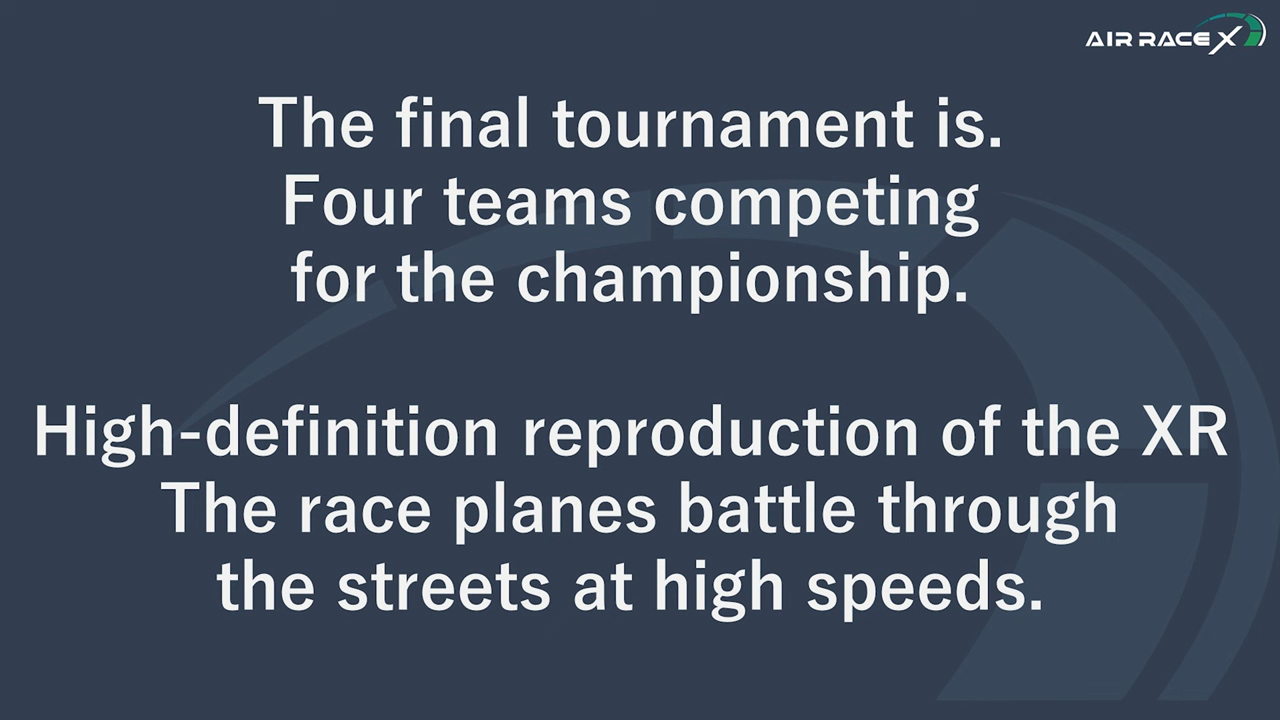 AIR RACE X
The final tournament is.
Four teams competing
for the championship.
High-definition reproduction of the XR
The race planes battle through
the streets at high speeds.